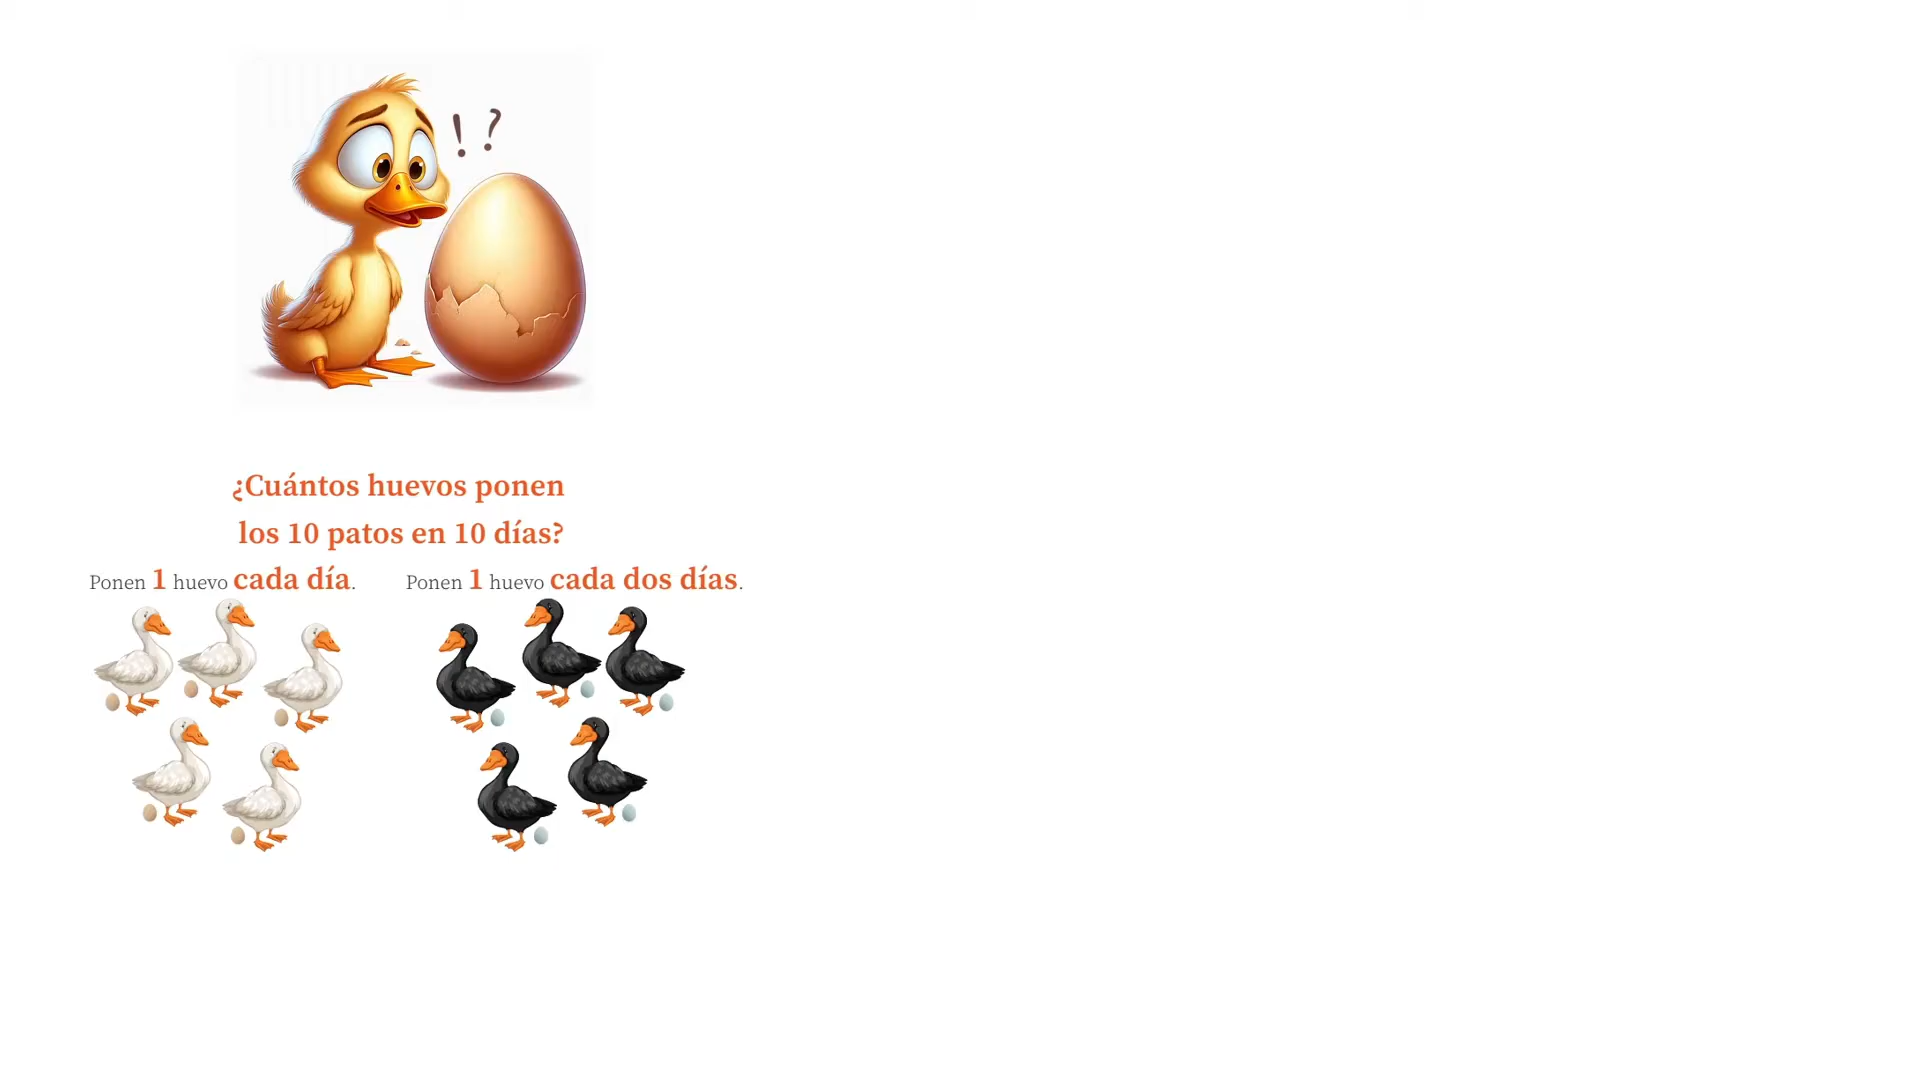 ! ?
¿Cuántos huevos ponen
los 10 patos en 10 días?
Ponen 1 huevo cada día.
Ponen 1 huevo cada dos días.